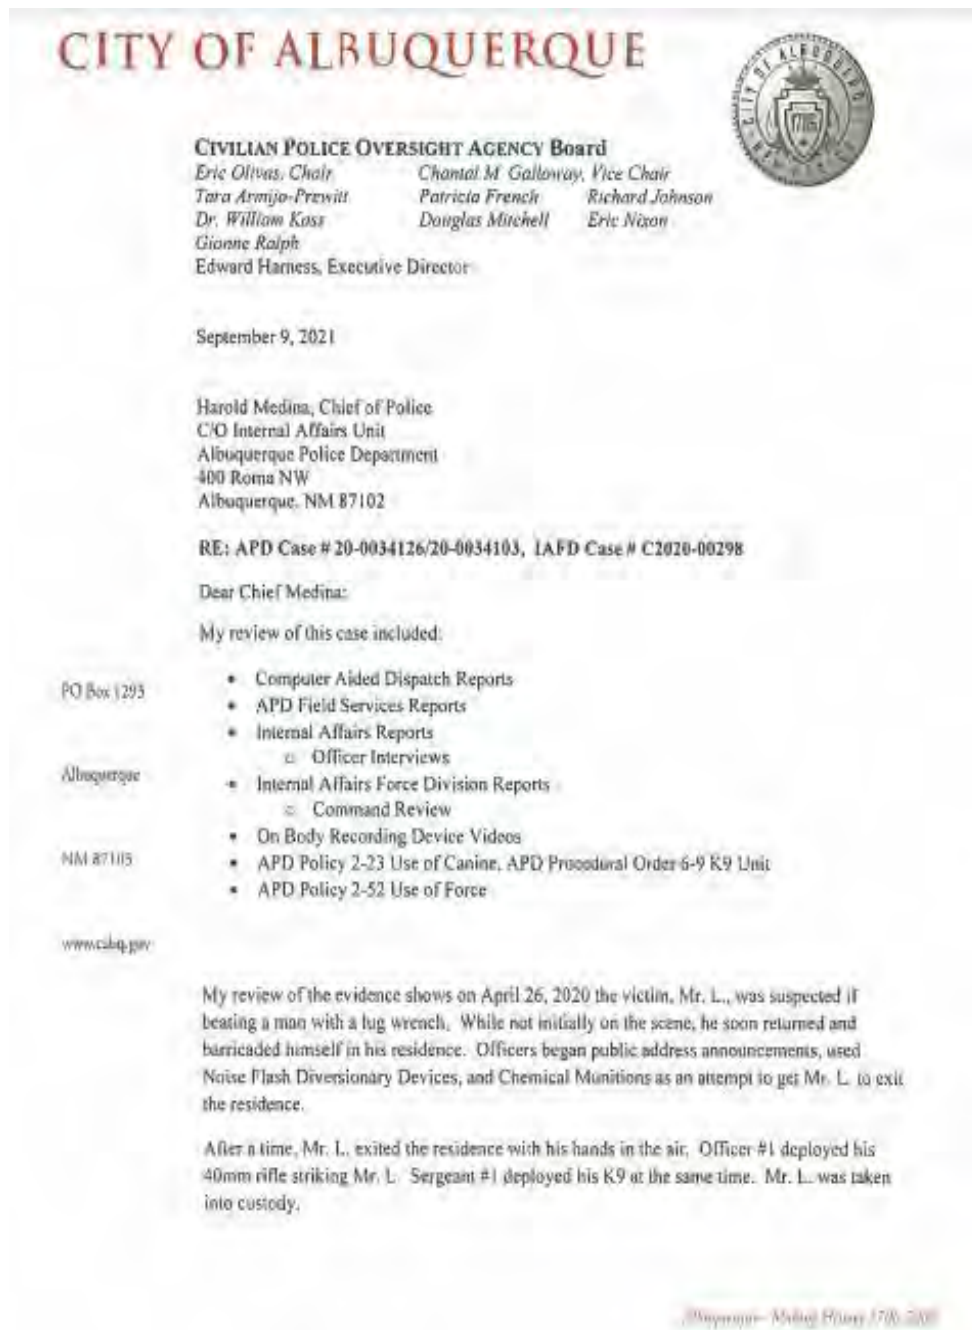 CITY OF ALBUQUERQUE
CITY OF ALBUQUERQUE
1706
NEW MEXICO
CIVILIAN POLICE OVERSIGHT AGENCY Board
Eric Olivas, Chair Chantal M Galloway, Vice Chair
Tara Armijo-Prewitt Patricia French Richard Johnson
Dr. William Kass Douglas Mitchell Eric Nixon
Gionne Ralph
Edward Harness, Executive Director
September 9, 2021
Harold Medina, Chief of Police
C/O Internal Affairs Unit
Albuquerque Police Department
400 Roma NW
Albuquerque, NM 87102
RE: APD Case # 20-0034126/20-0034103, IAFD Case # C2020-00298
Dear Chief Medina:
My review of this case included:
PO Box 1293
Albuquerque
NM 87103
www.cabq.gov
• Computer Aided Dispatch Reports
• APD Field Services Reports
• Internal Affairs Reports
○ Officer Interviews
• Internal Affairs Force Division Reports
○ Command Review
• On Body Recording Device Videos
• APD Policy 2-23 Use of Canine, APD Procedural Order 6-9 K9 Unit
• APD Policy 2-52 Use of Force
My review of the evidence shows on April 26, 2020 the victim, Mr. L., was suspected if
beating a man with a lug wrench. While not initially on the scene, he soon returned and
barricaded himself in his residence. Officers began public address announcements, used
Noise Flash Diversionary Devices, and Chemical Munitions as an attempt to get Mr. L. to exit
the residence.
After a time, Mr. L. exited the residence with his hands in the air. Officer #1 deployed his
40mm rifle striking Mr. L. Sergeant #1 deployed his K9 at the same time. Mr. L. was taken
into custody.
Albuquerque - Making History 1706-2006